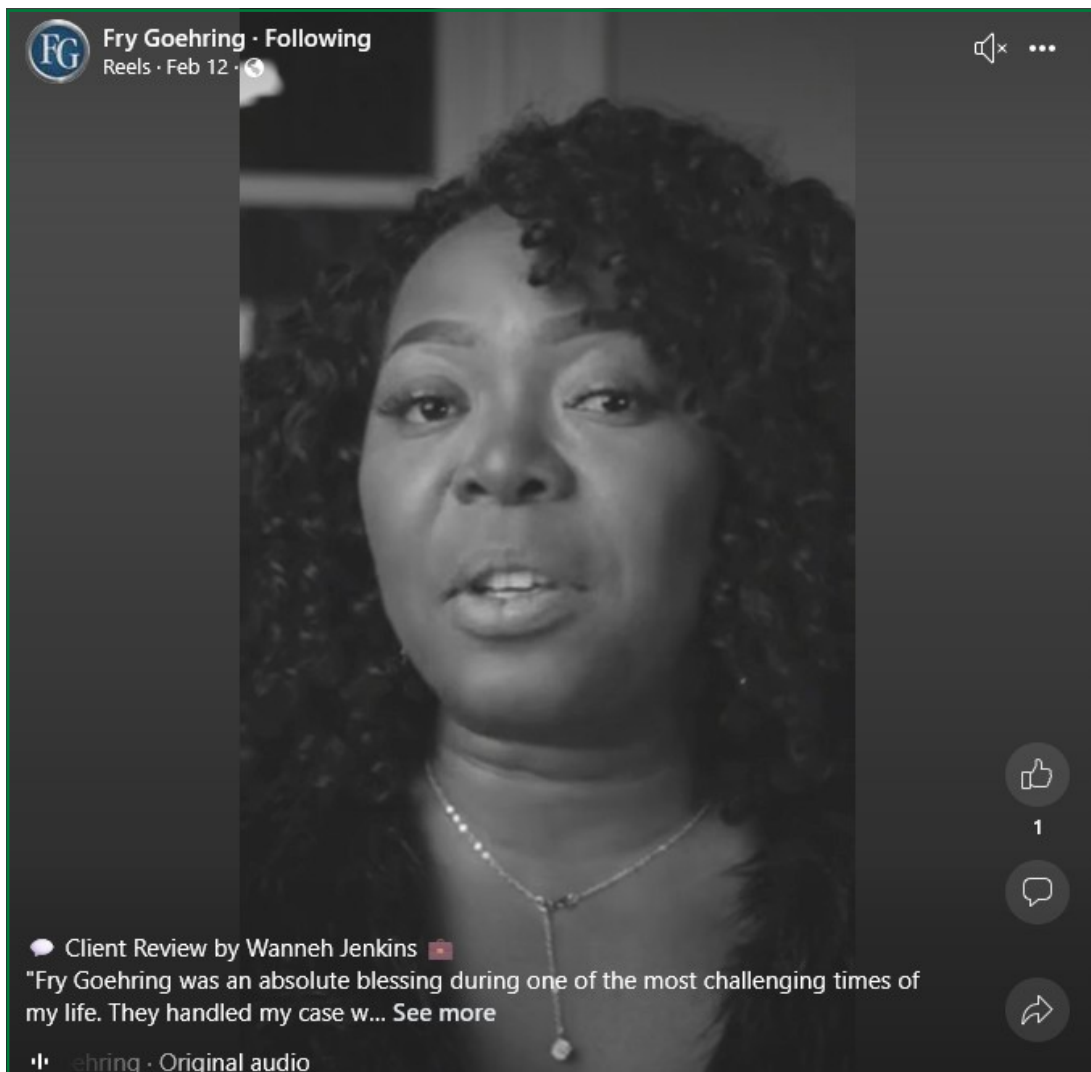 FG
Fry Goehring · Following
Reels · Feb 12 ·
💬 Client Review by Wanneh Jenkins 💼
"Fry Goehring was an absolute blessing during one of the most challenging times of
my life. They handled my case w... See more
ehring · Original audio
1